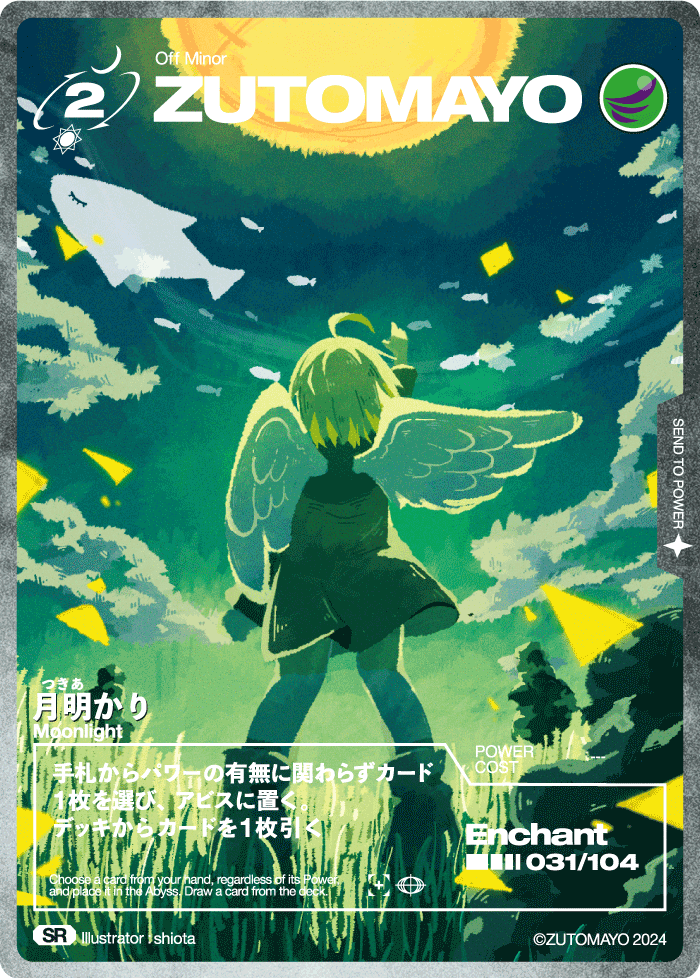 Off Minor
2
ZUTOMAYO
SEND TO POWER
つきあ
月明かり
Moonlight
手札からパワーの有無に関わらずカード
1枚を選び、アビスに置く。
デッキからカードを1枚引く
Choose a card from your hand, regardless of its Power,
and place it in the Abyss. Draw a card from the deck.
POWER
COST
Enchant
031/104
SR Illustrator shiota
©ZUTOMAYO 2024